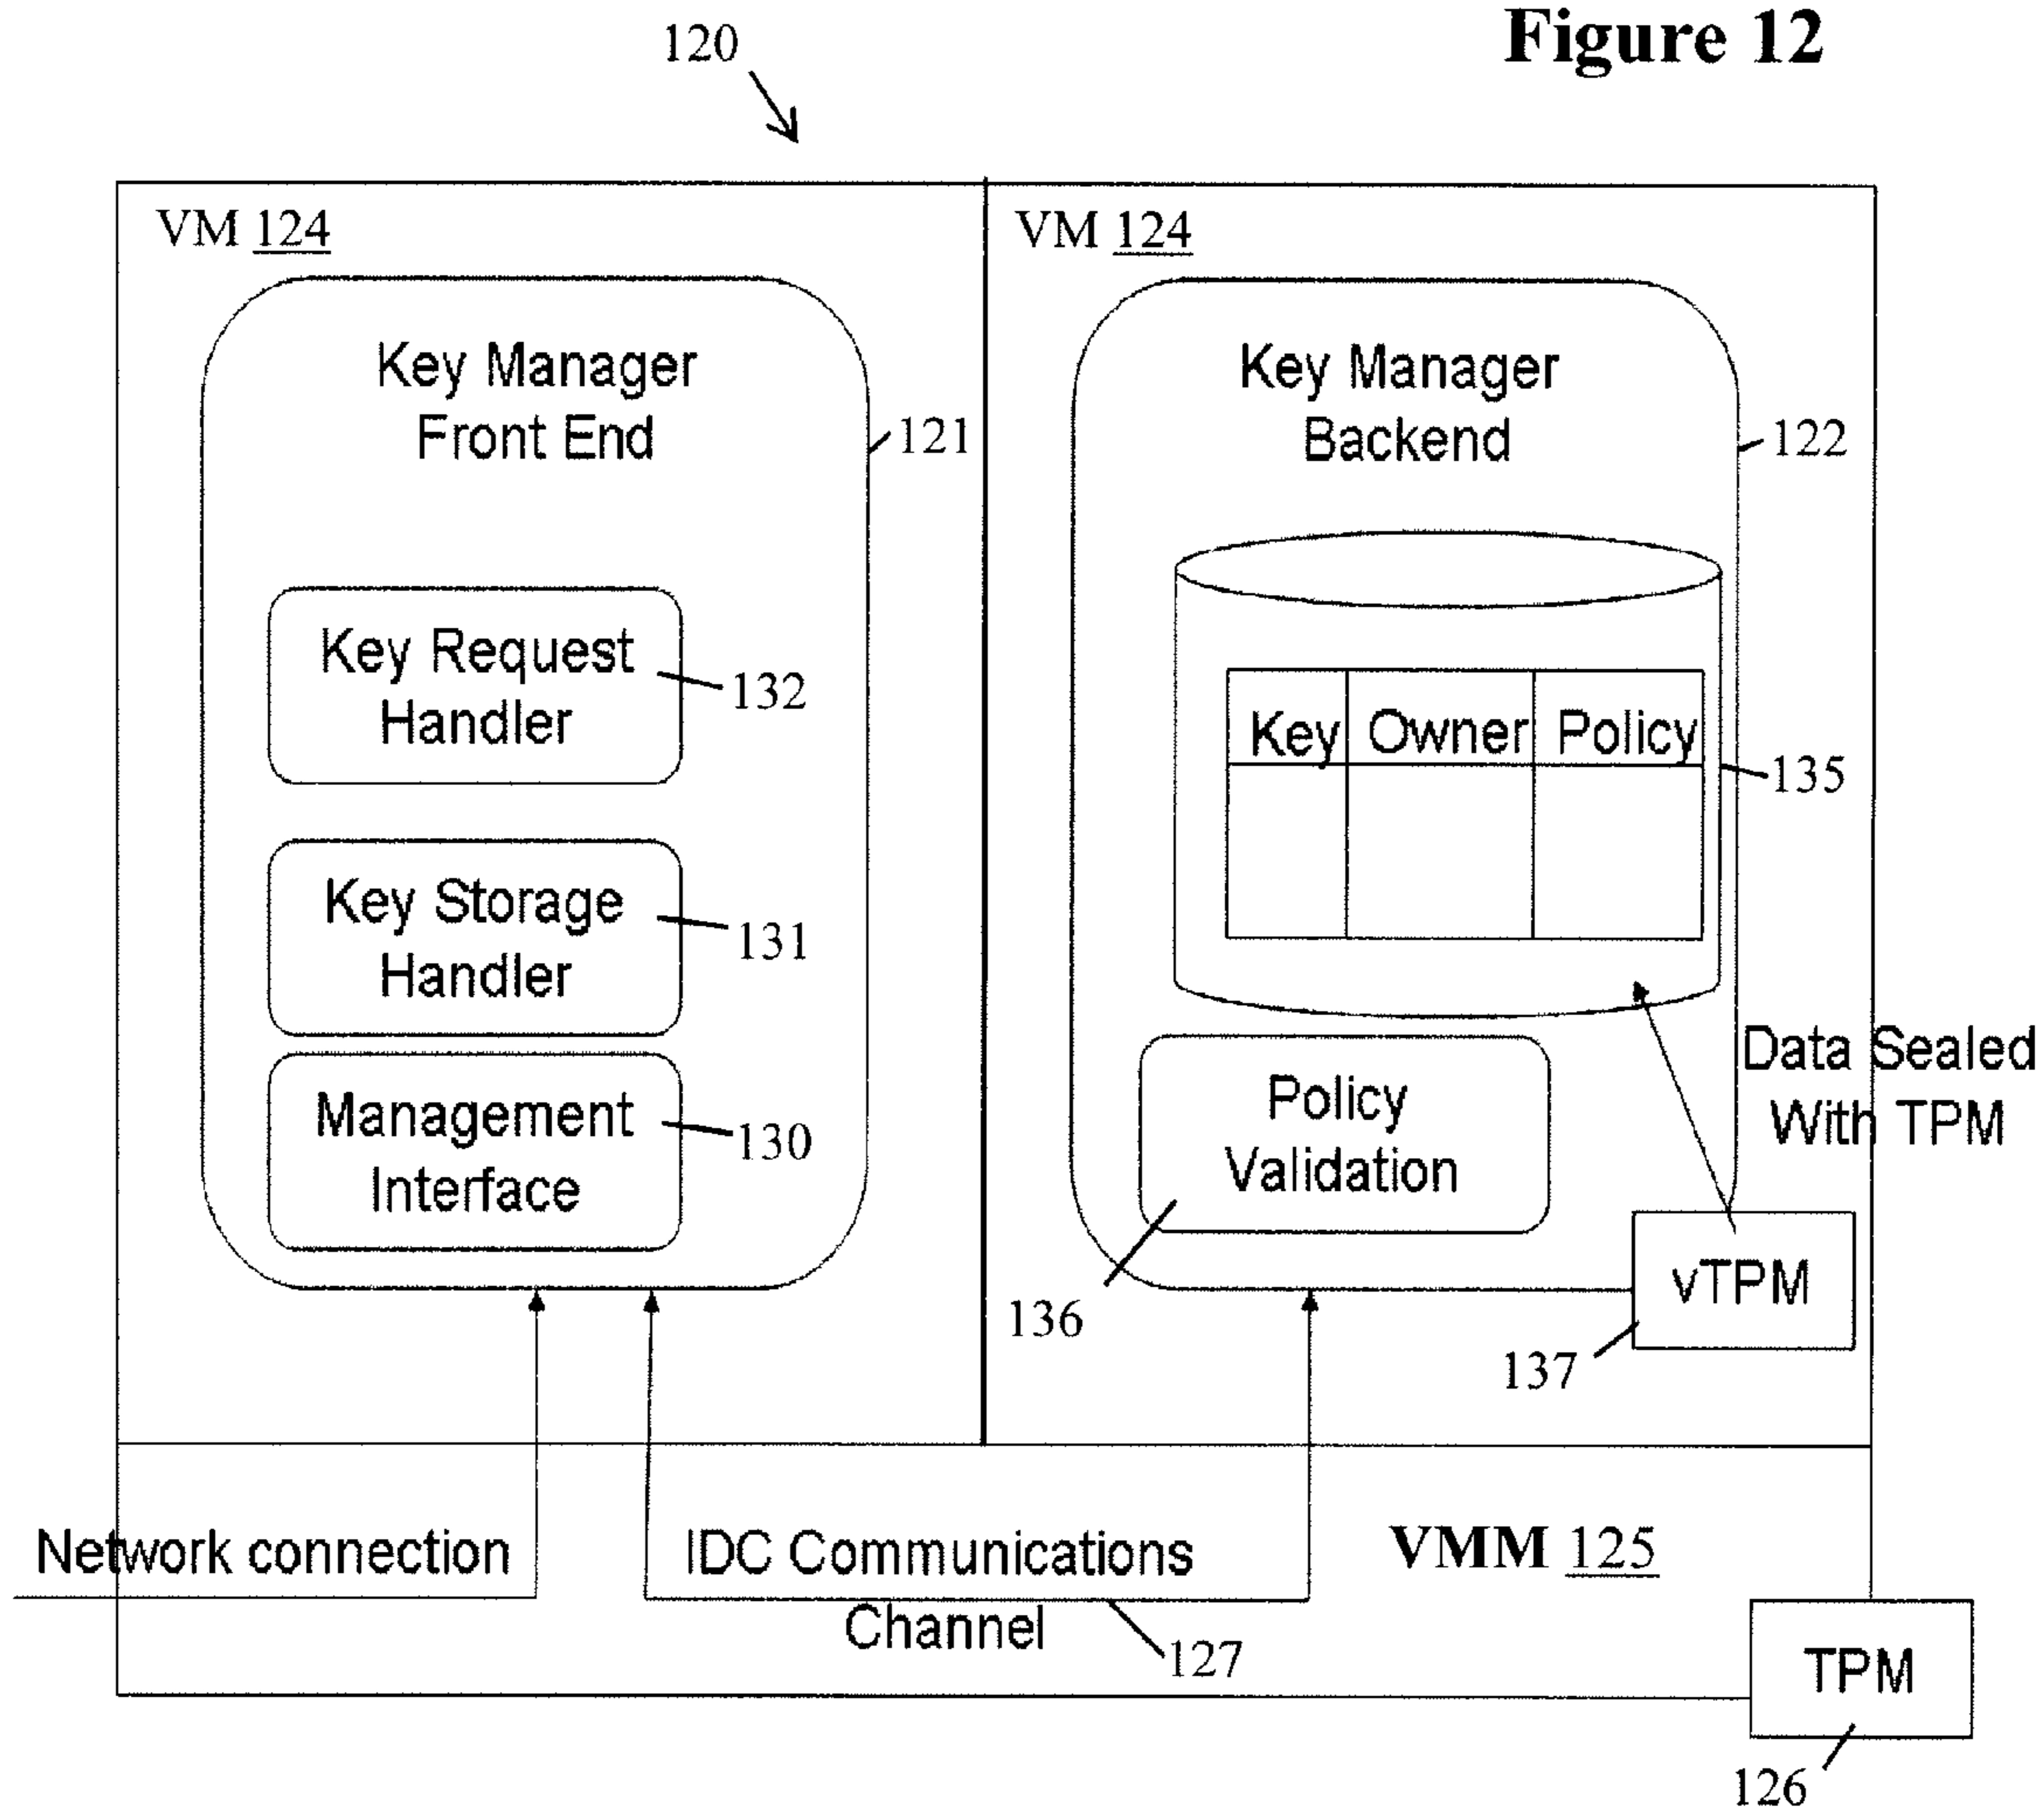 Figure 12
120
VM 124
VM 124
Key Manager
Front End
121
Key Manager
Backend
122
Key Request
Handler
132
Key Owner Policy
135
Key Storage
Handler
131
Management
Interface
130
Data Sealed
With TPM
Policy
Validation
136
vTPM
137
Network connection
IDC Communications
Channel
127
VMM 125
TPM
126